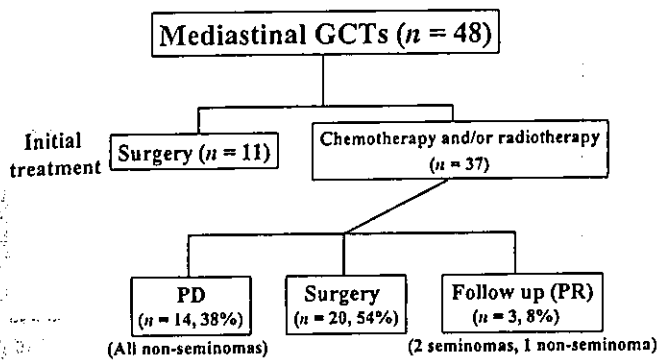 Mediastinal GCTs (n = 48)
Initial treatment
Surgery (n = 11)
Chemotherapy and/or radiotherapy
(n = 37)
PD
(n = 14, 38%)
(All non-seminomas)
Surgery
(n = 20, 54%)
Follow up (PR)
(n = 3, 8%)
(2 seminomas, 1 non-seminoma)